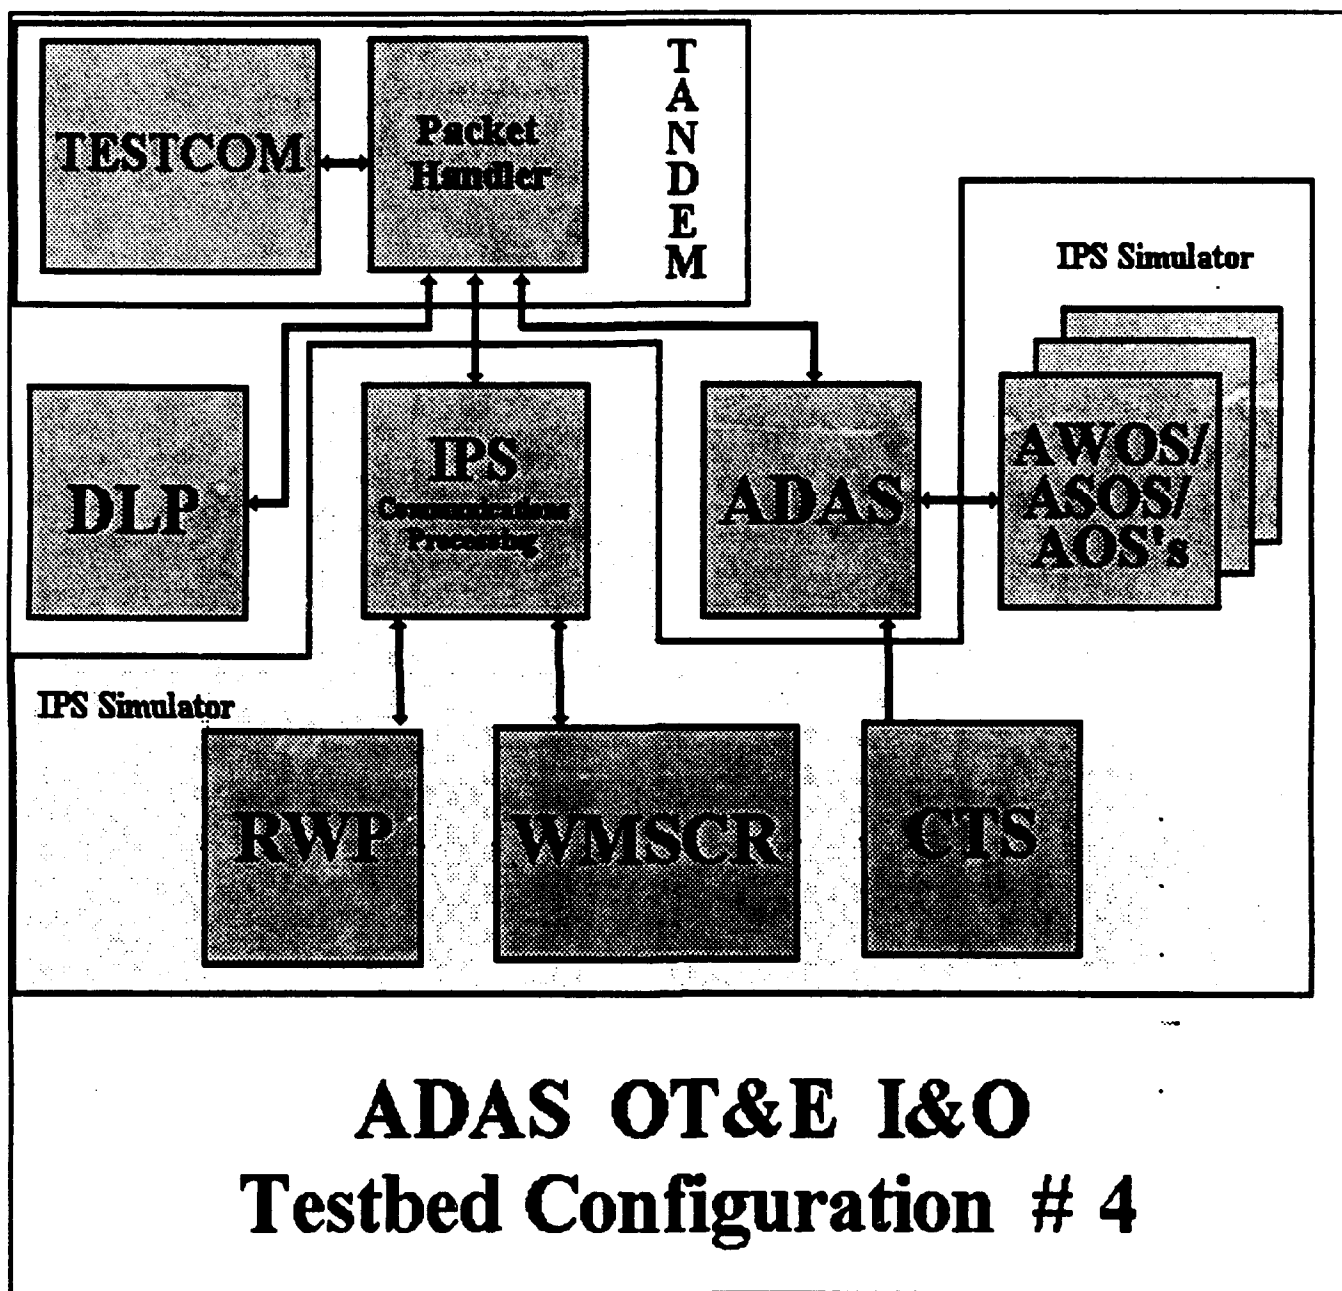 TESTCOM
Packet
Handler
TANDEM
IPS Simulator
DLP
IPS
Communications
Processing
ADAS
AWOS/
ASOS/
AOS's
IPS Simulator
RWP
WMSCR
CTS
ADAS OT&E I&O
Testbed Configuration # 4